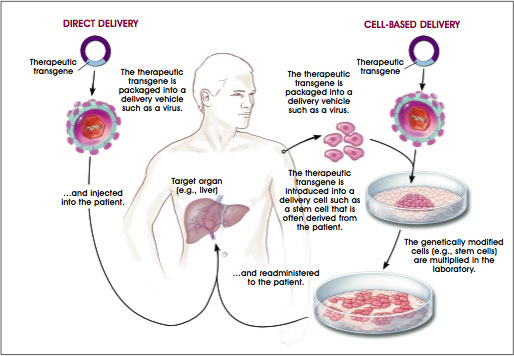 DIRECT DELIVERY
Therapeutic
transgene
The therapeutic
transgene is
packaged into a
delivery vehicle
such as a virus.
...and injected
into the patient.
Target organ
(e.g., liver)
CELL-BASED DELIVERY
Therapeutic
transgene
The therapeutic
transgene is
packaged into a
delivery vehicle
such as a virus.
The therapeutic
transgene is
introduced into a
delivery cell such as
a stem cell that is
often derived from
the patient.
The genetically modified
cells (e.g., stem cells)
are multiplied in the
laboratory.
...and readministered
to the patient.